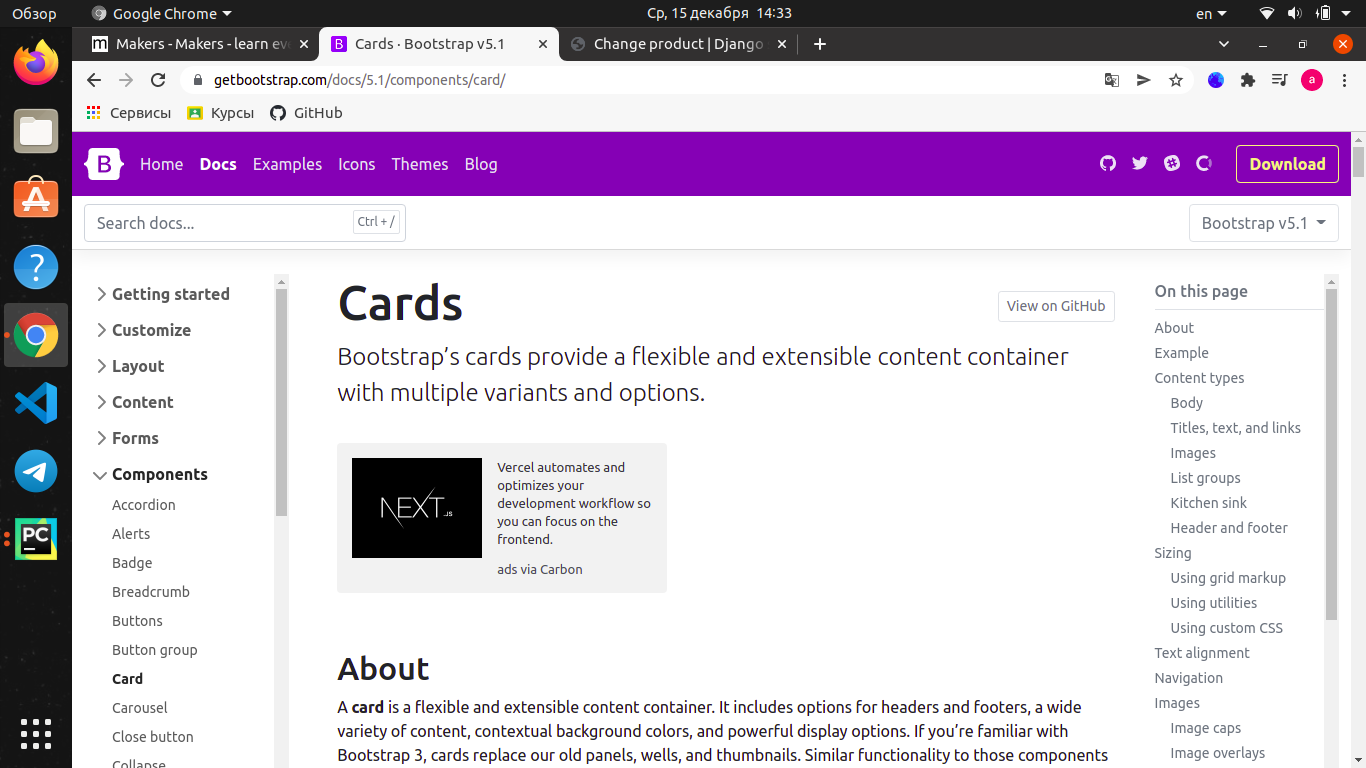 Обзор
Google Chrome
Ср, 15 декабря 14:33
en
Makers - Makers - learn eve
Cards · Bootstrap v5.1
Change product | Django
getbootstrap.com/docs/5.1/components/card/
a
Сервисы
Курсы
GitHub
B
Home
Docs
Examples
Icons
Themes
Blog
Download
Search docs...
Ctrl + /
Bootstrap v5.1
Getting started
Customize
Layout
Content
Forms
Components
Accordion
Alerts
Badge
Breadcrumb
Buttons
Button group
Card
Carousel
Close button
Collapse
Cards
View on GitHub
Bootstrap’s cards provide a flexible and extensible content container
with multiple variants and options.
NEXT.JS
Vercel automates and
optimizes your
development workflow so
you can focus on the
frontend.
ads via Carbon
About
A card is a flexible and extensible content container. It includes options for headers and footers, a wide
variety of content, contextual background colors, and powerful display options. If you’re familiar with
Bootstrap 3, cards replace our old panels, wells, and thumbnails. Similar functionality to those components
On this page
About
Example
Content types
Body
Titles, text, and links
Images
List groups
Kitchen sink
Header and footer
Sizing
Using grid markup
Using utilities
Using custom CSS
Text alignment
Navigation
Images
Image caps
Image overlays
PC